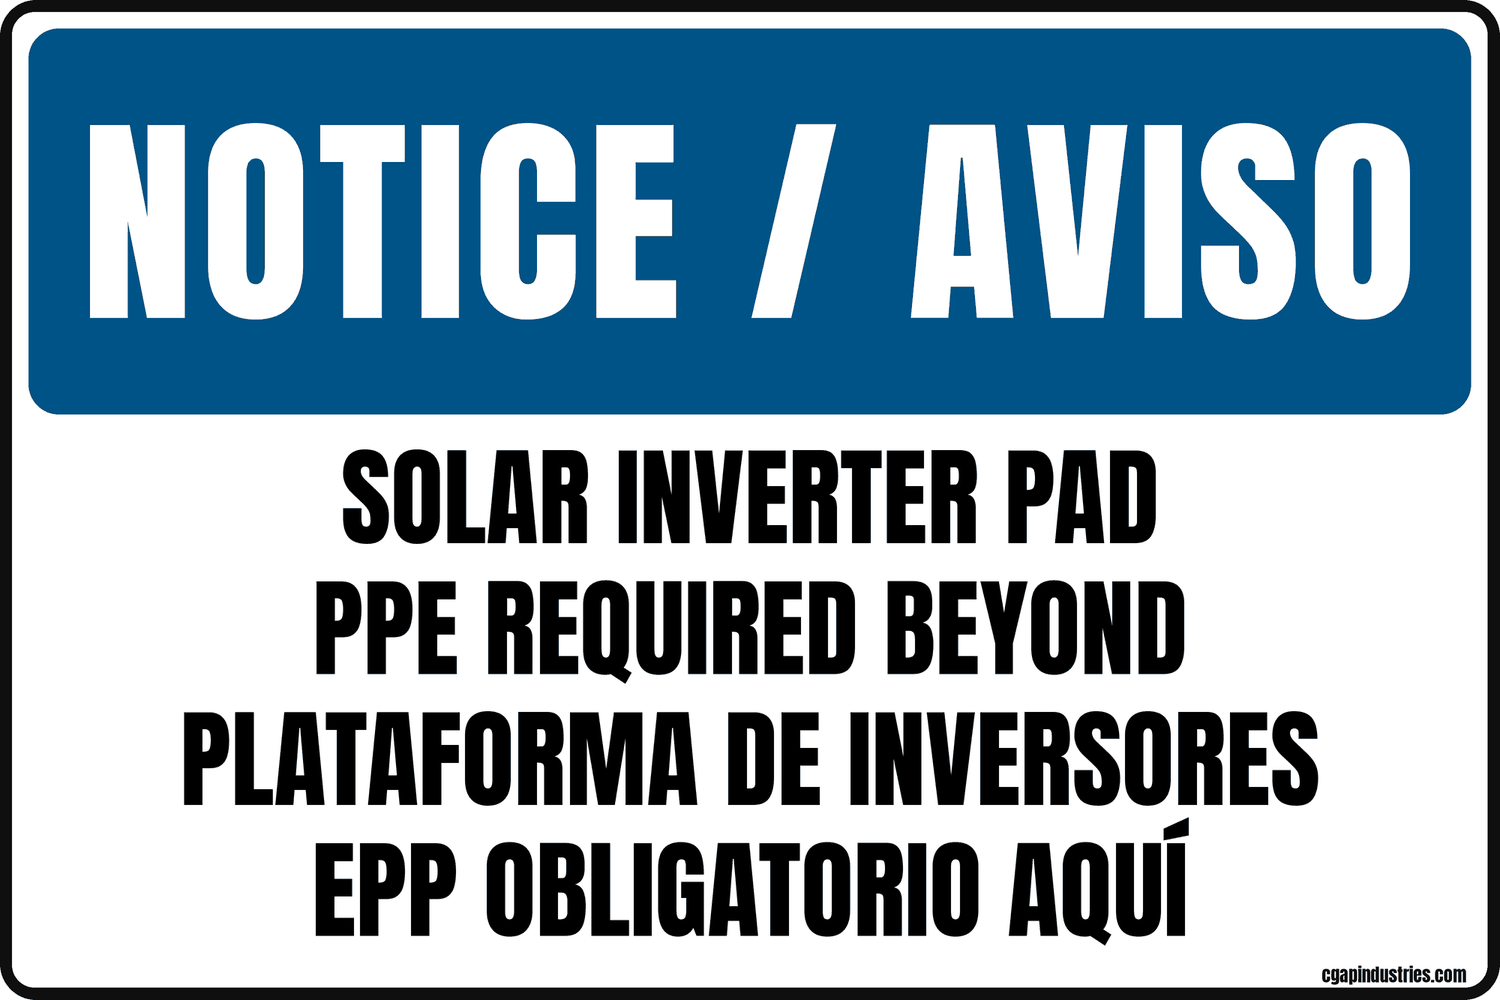 NOTICE / AVISO
SOLAR INVERTER PAD
PPE REQUIRED BEYOND
PLATAFORMA DE INVERSORES
EPP OBLIGATORIO AQUÍ
cgapindustries.com